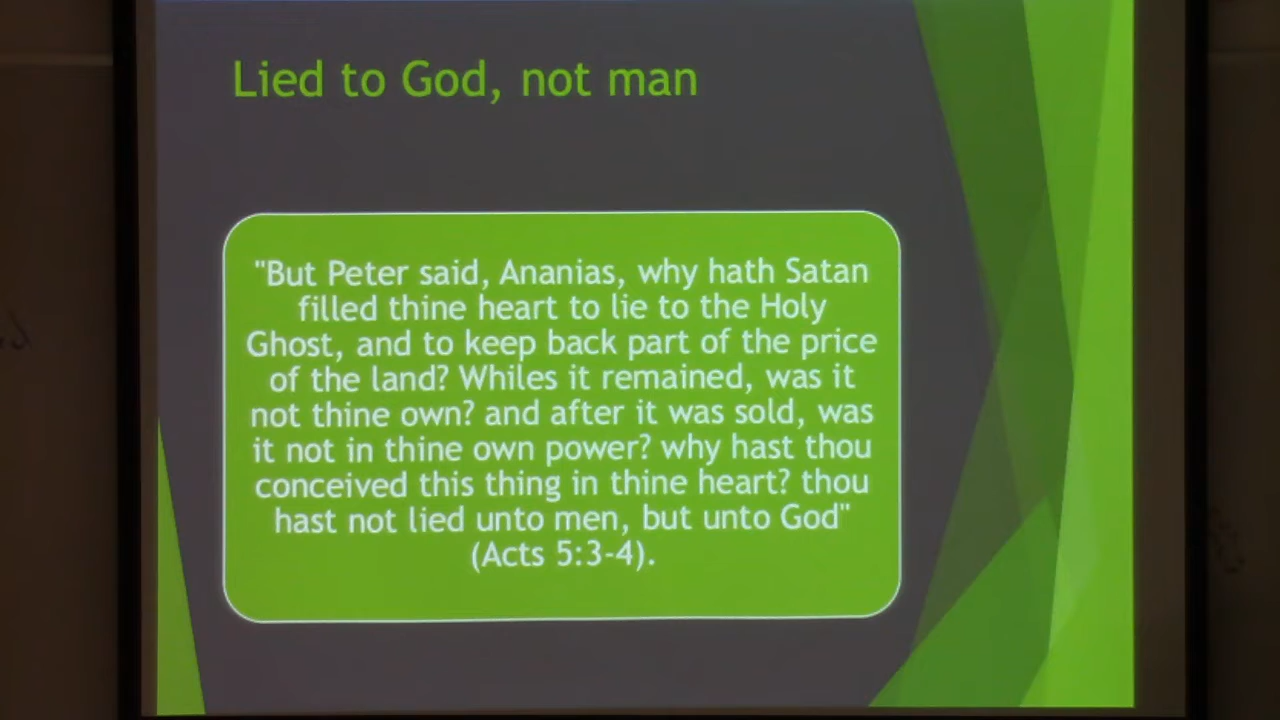 Lied to God, not man
"But Peter said, Ananias, why hath Satan
filled thine heart to lie to the Holy
Ghost, and to keep back part of the price
of the land? Whiles it remained, was it
not thine own? and after it was sold, was
it not in thine own power? why hast thou
conceived this thing in thine heart? thou
hast not lied unto men, but unto God"
(Acts 5:3-4).